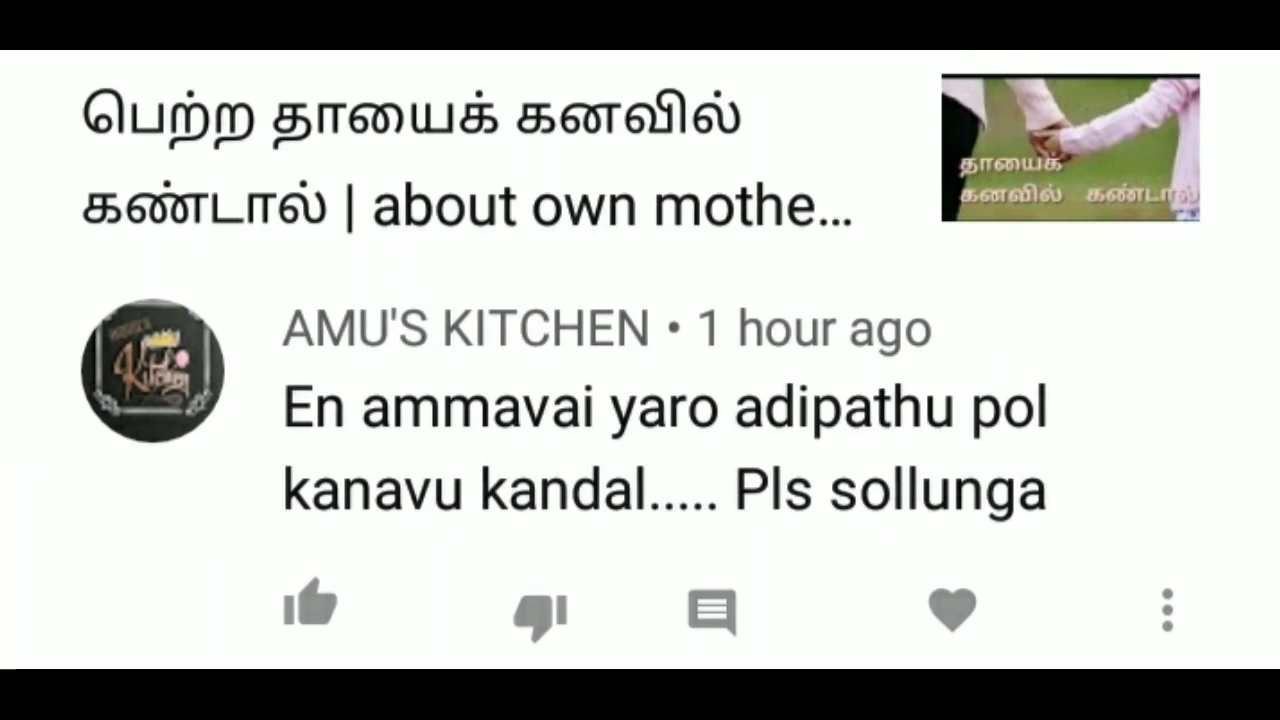 பெற்ற தாயைக் கனவில்
கண்டால் | about own mothe...
தாயைக்
கனவில் கண்டால்
AMU'S KITCHEN • 1 hour ago
Kitchen
En ammavai yaro adipathu pol
kanavu kandal..... Pls sollunga